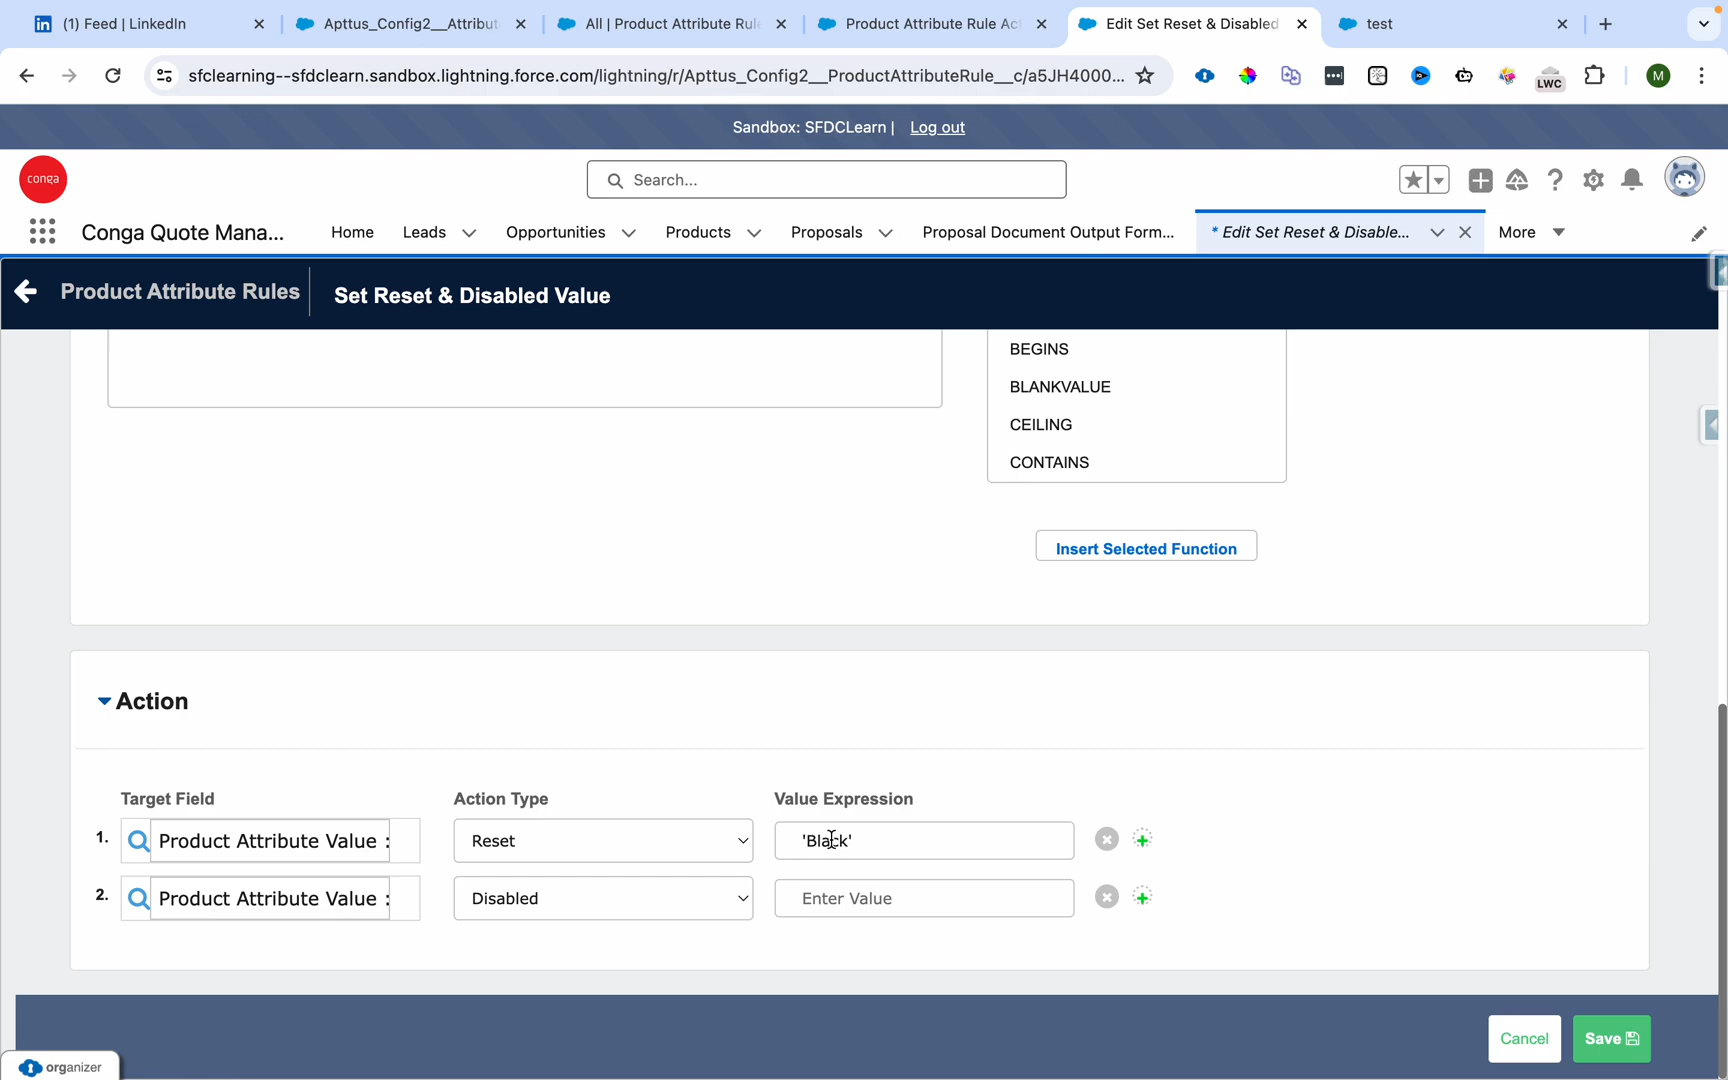 (1) Feed | LinkedIn
Apttus_Config2__Attribut
All | Product Attribute Rule
Product Attribute Rule Act
Edit Set Reset & Disabled
test
sfclearning--sfdclearn.sandbox.lightning.force.com/lightning/r/Apttus_Config2__ProductAttributeRule__c/a5JH4000...
LWC
M
Sandbox: SFDCLearn | Log out
conga
Search...
Conga Quote Mana...
Home
Leads
Opportunities
Products
Proposals
Proposal Document Output Form...
* Edit Set Reset & Disable...
More
Product Attribute Rules
Set Reset & Disabled Value
BEGINS
BLANKVALUE
CEILING
CONTAINS
Insert Selected Function
Action
Target Field
Action Type
Value Expression
1.
Product Attribute Value :
Reset
'Black'
2.
Product Attribute Value :
Disabled
Enter Value
Cancel
Save
organizer